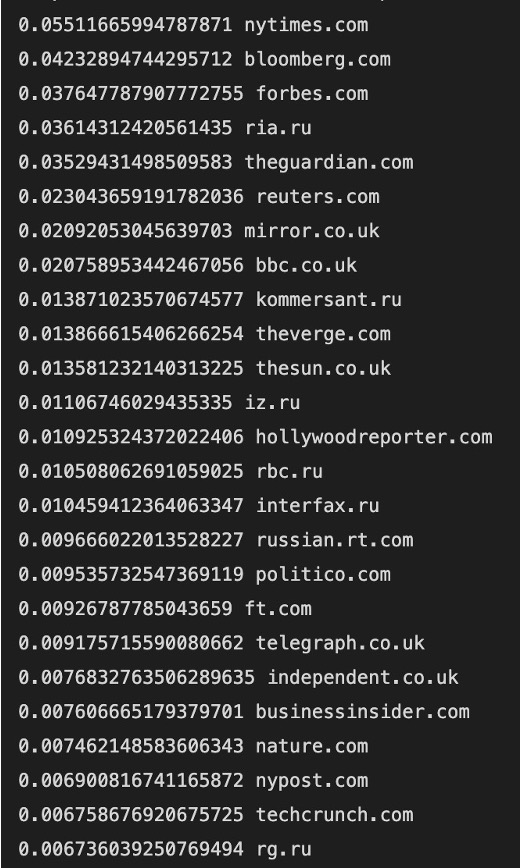 0.05511665994787871 nytimes.com
0.04232894744295712 bloomberg.com
0.037647787907772755 forbes.com
0.03614312420561435 ria.ru
0.03529431498509583 theguardian.com
0.023043659191782036 reuters.com
0.02092053045639703 mirror.co.uk
0.020758953442467056 bbc.co.uk
0.013871023570674577 kommersant.ru
0.013866615406266254 theverge.com
0.013581232140313225 thesun.co.uk
0.01106746029435335 iz.ru
0.010925324372022406 hollywoodreporter.com
0.010508062691059025 rbc.ru
0.010459412364063347 interfax.ru
0.009666022013528227 russian.rt.com
0.009535732547369119 politico.com
0.00926787785043659 ft.com
0.009175715590080662 telegraph.co.uk
0.0076832763506289635 independent.co.uk
0.007606665179379701 businessinsider.com
0.007462148583606343 nature.com
0.006900816741165872 nypost.com
0.006758676920675725 techcrunch.com
0.006736039250769494 rg.ru